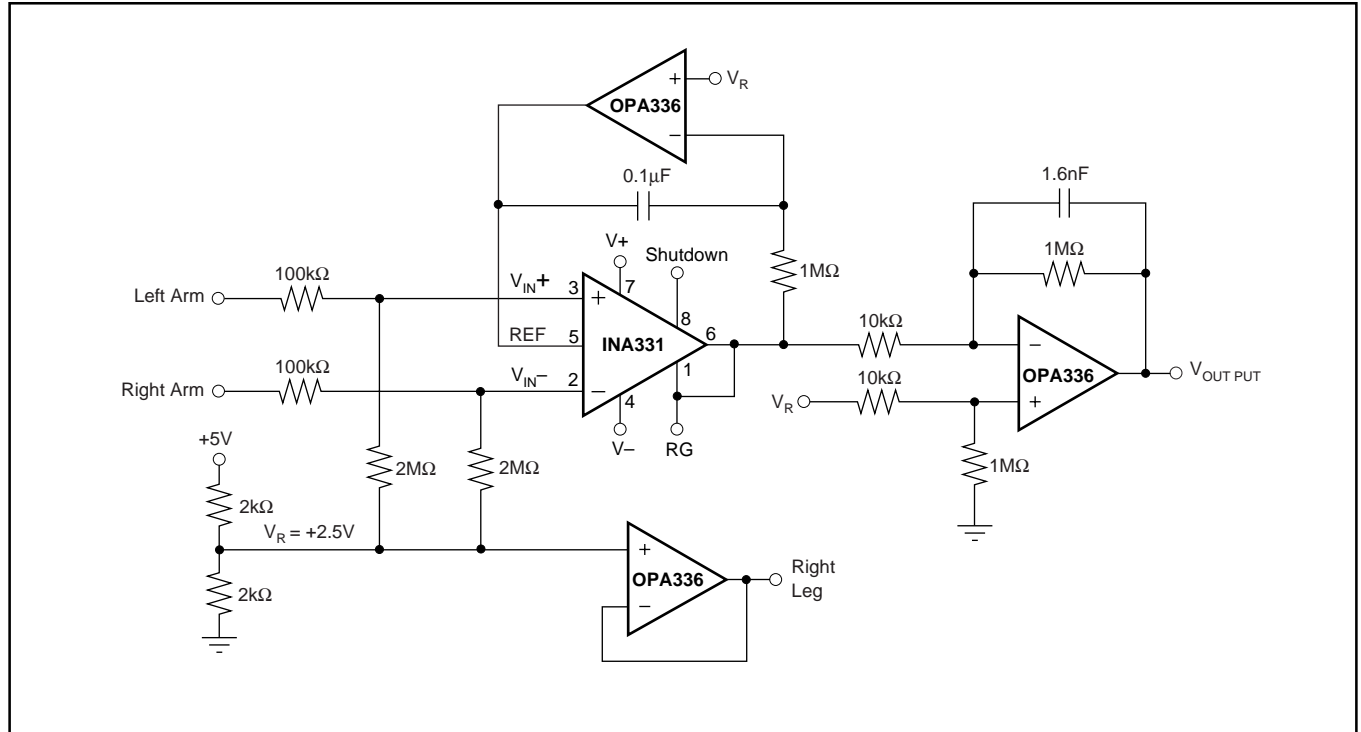 V_R
OPA336
+
−
0.1μF
1.6nF
V+
Shutdown
1MΩ
1MΩ
100kΩ
Left Arm
V_IN+
3
+
7
8
REF
5
INA331
6
10kΩ
−
OPA336
+
V_OUT PUT
100kΩ
Right Arm
V_IN−
2
−
4
1
V_R
10kΩ
V−
RG
1MΩ
+5V
2MΩ
2MΩ
2kΩ
V_R = +2.5V
+
OPA336
−
Right
Leg
2kΩ